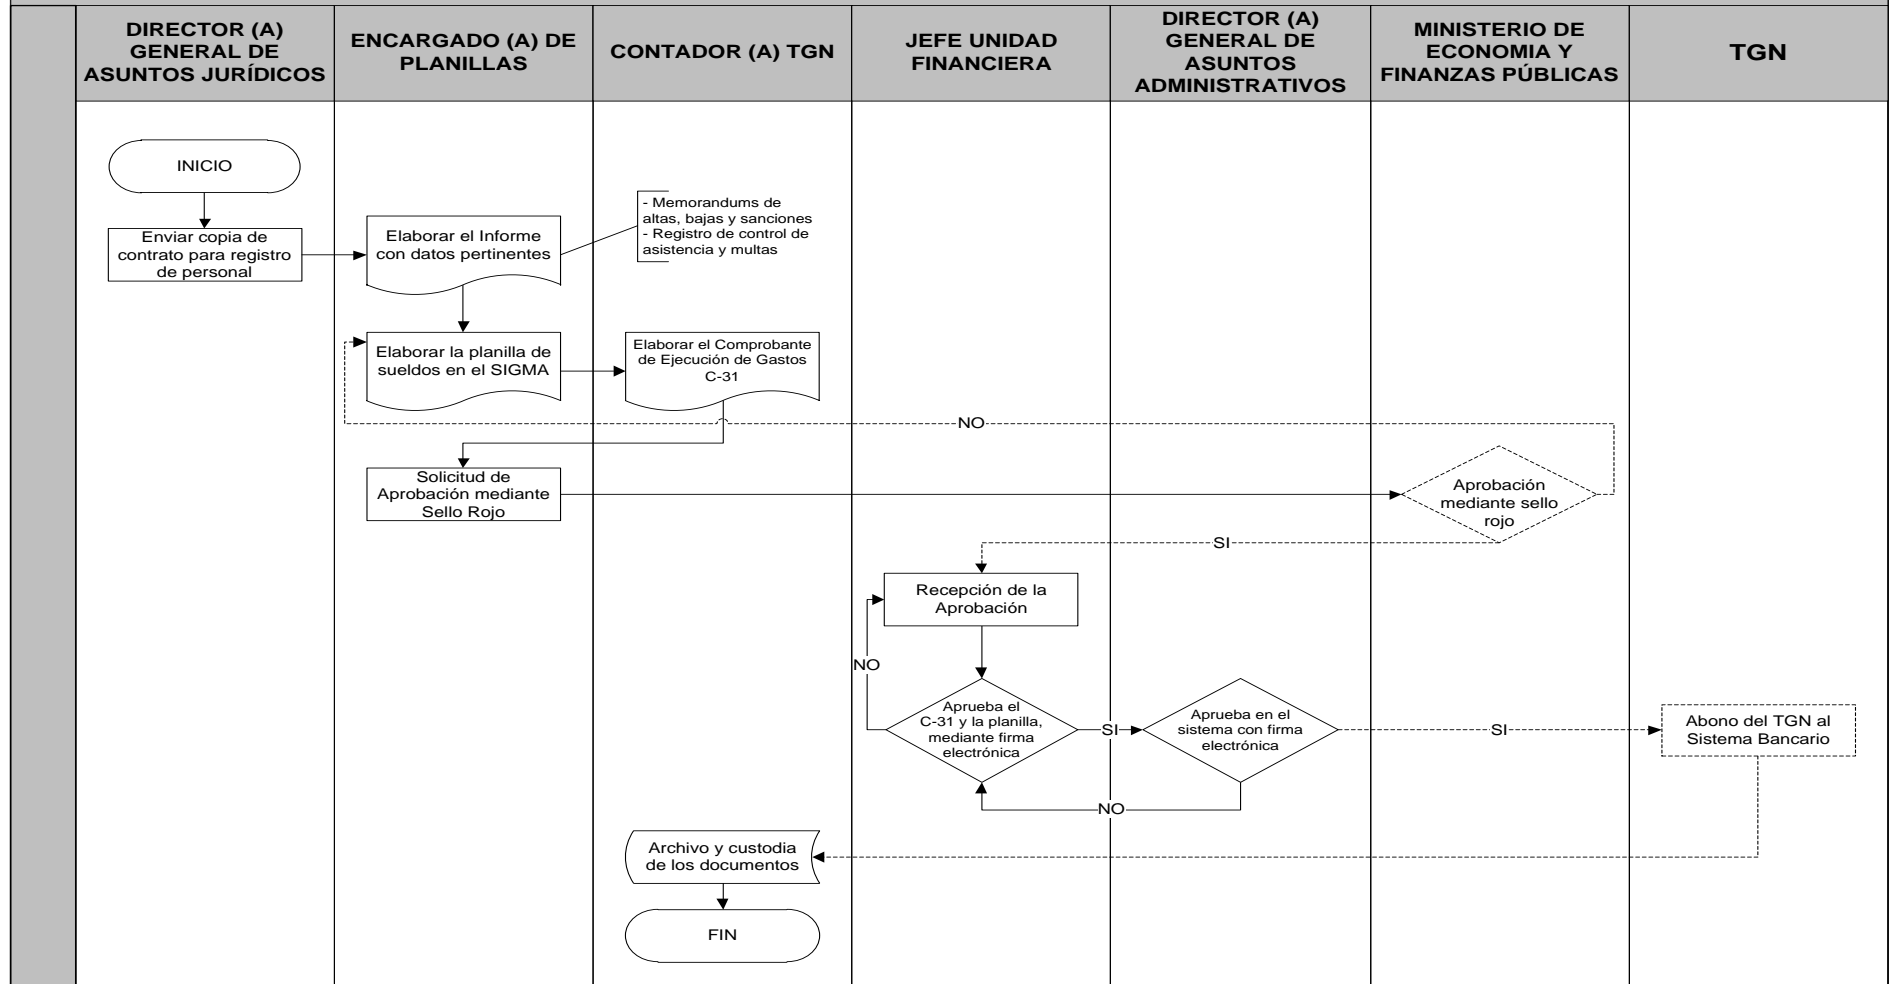 DIRECTOR (A)
GENERAL DE
ASUNTOS JURÍDICOS
ENCARGADO (A) DE
PLANILLAS
CONTADOR (A) TGN
JEFE UNIDAD
FINANCIERA
DIRECTOR (A)
GENERAL DE
ASUNTOS
ADMINISTRATIVOS
MINISTERIO DE
ECONOMIA Y
FINANZAS PÚBLICAS
TGN
INICIO
Enviar copia de
contrato para registro
de personal
Elaborar el Informe
con datos pertinentes
- Memorandums de
altas, bajas y sanciones
- Registro de control de
asistencia y multas
Elaborar la planilla de
sueldos en el SIGMA
Elaborar el Comprobante
de Ejecución de Gastos
C-31
NO
Solicitud de
Aprobación mediante
Sello Rojo
Aprobación
mediante sello
rojo
SI
Recepción de la
Aprobación
NO
Aprueba el
C-31 y la planilla,
mediante firma
electrónica
SI
Aprueba en el
sistema con firma
electrónica
SI
Abono del TGN al
Sistema Bancario
NO
Archivo y custodia
de los documentos
FIN